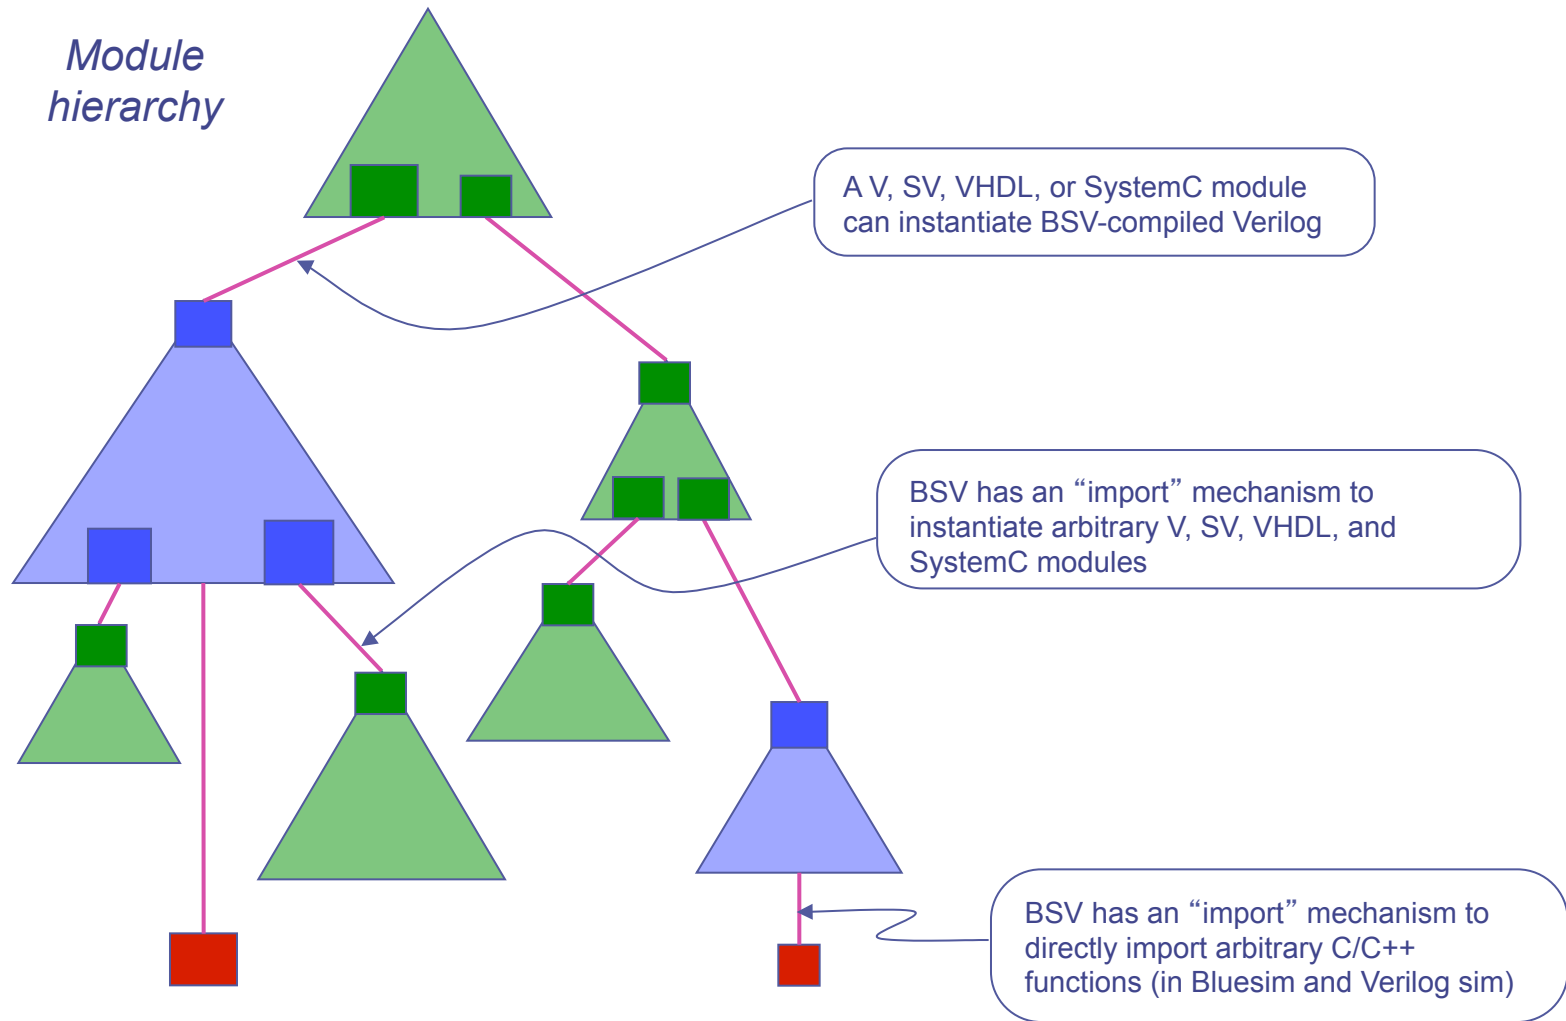 Module
hierarchy
A V, SV, VHDL, or SystemC module
can instantiate BSV-compiled Verilog
BSV has an “import” mechanism to
instantiate arbitrary V, SV, VHDL, and
SystemC modules
BSV has an “import” mechanism to
directly import arbitrary C/C++
functions (in Bluesim and Verilog sim)